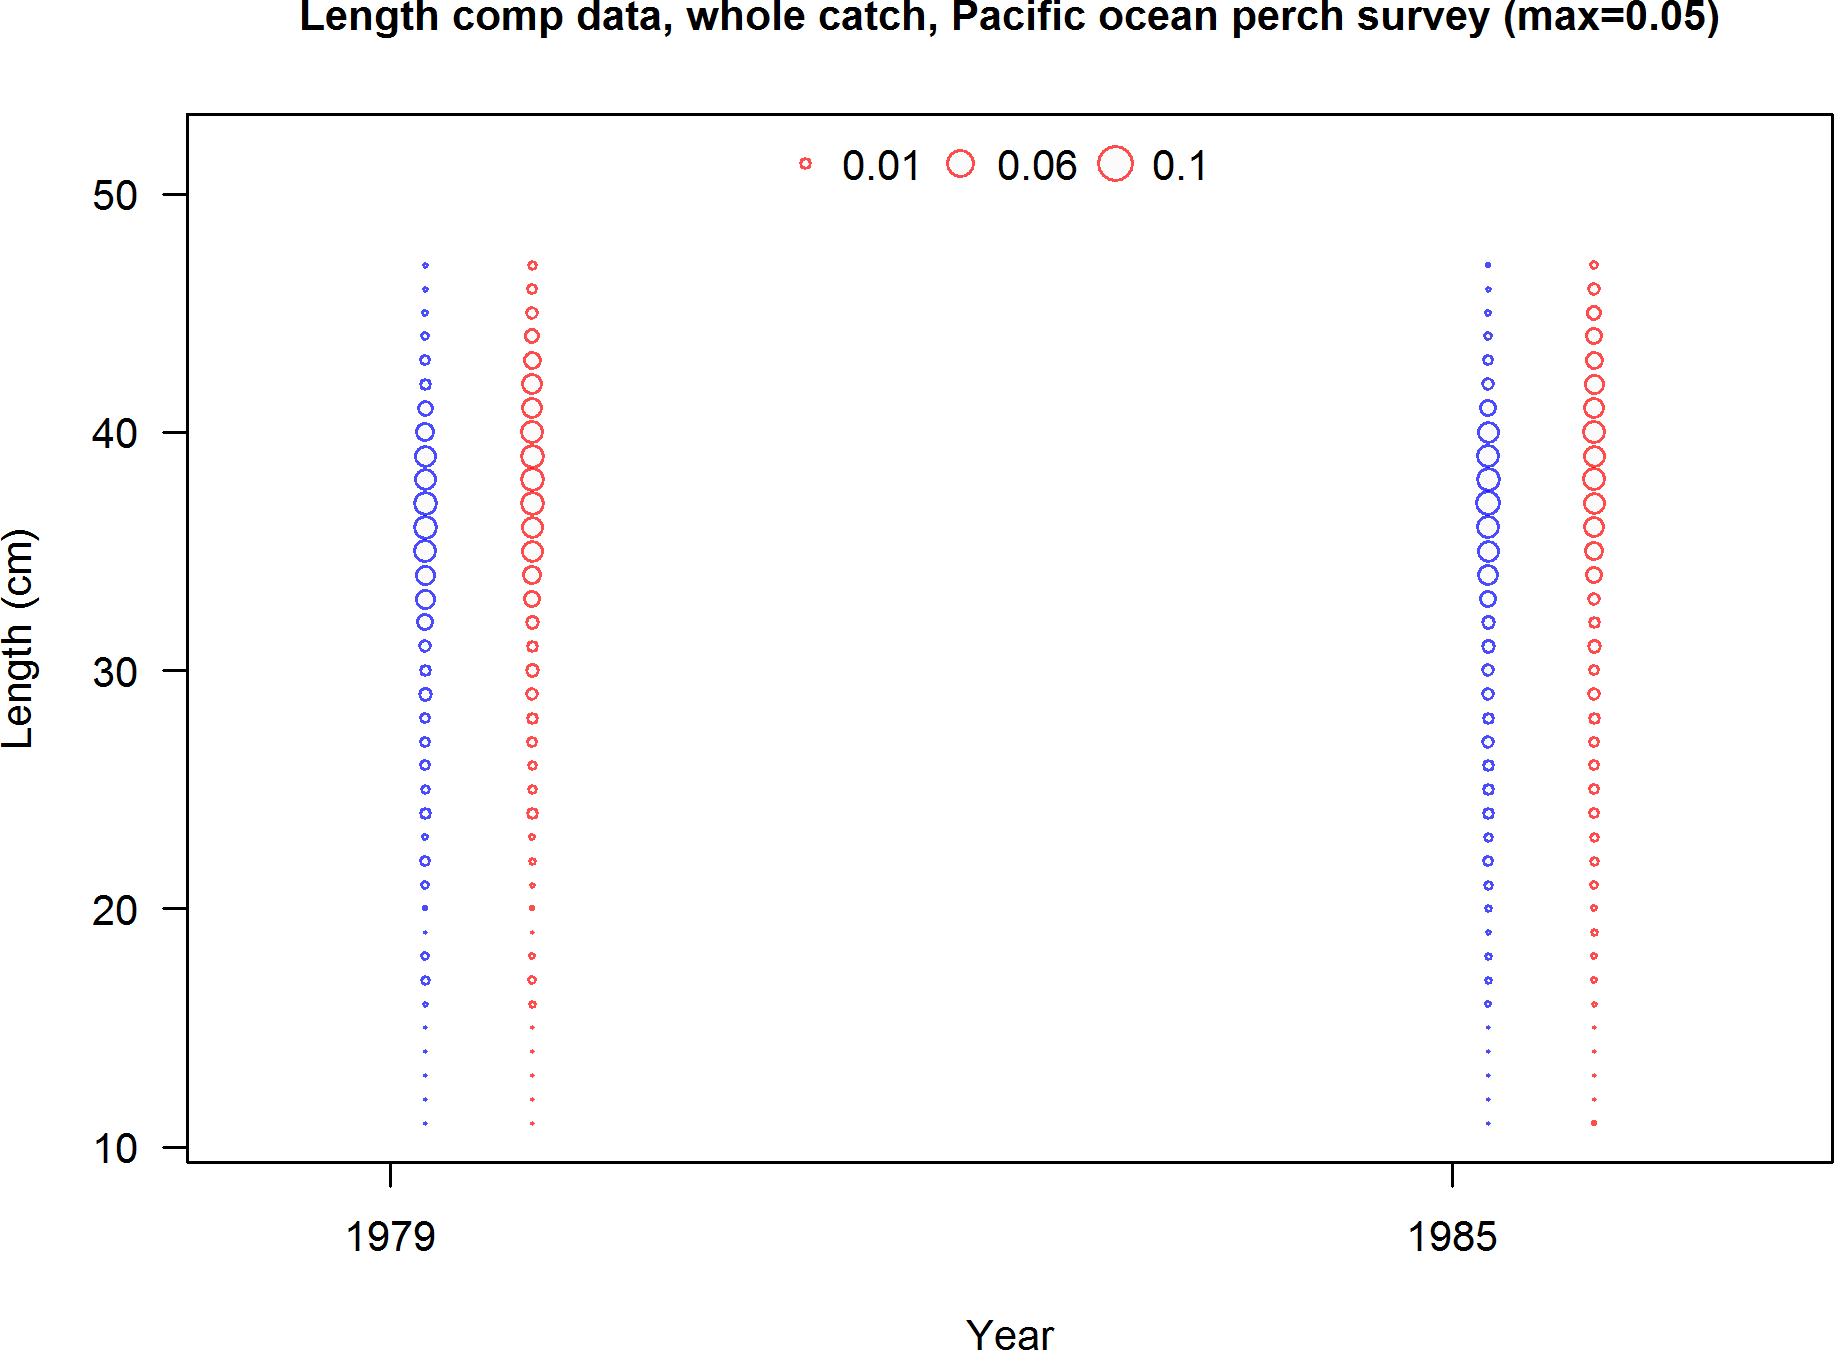 Length comp data, whole catch, Pacific ocean perch survey (max=0.05)
0.01 0.06 0.1
50
40
30
20
10
Length (cm)
1979 1985
Year